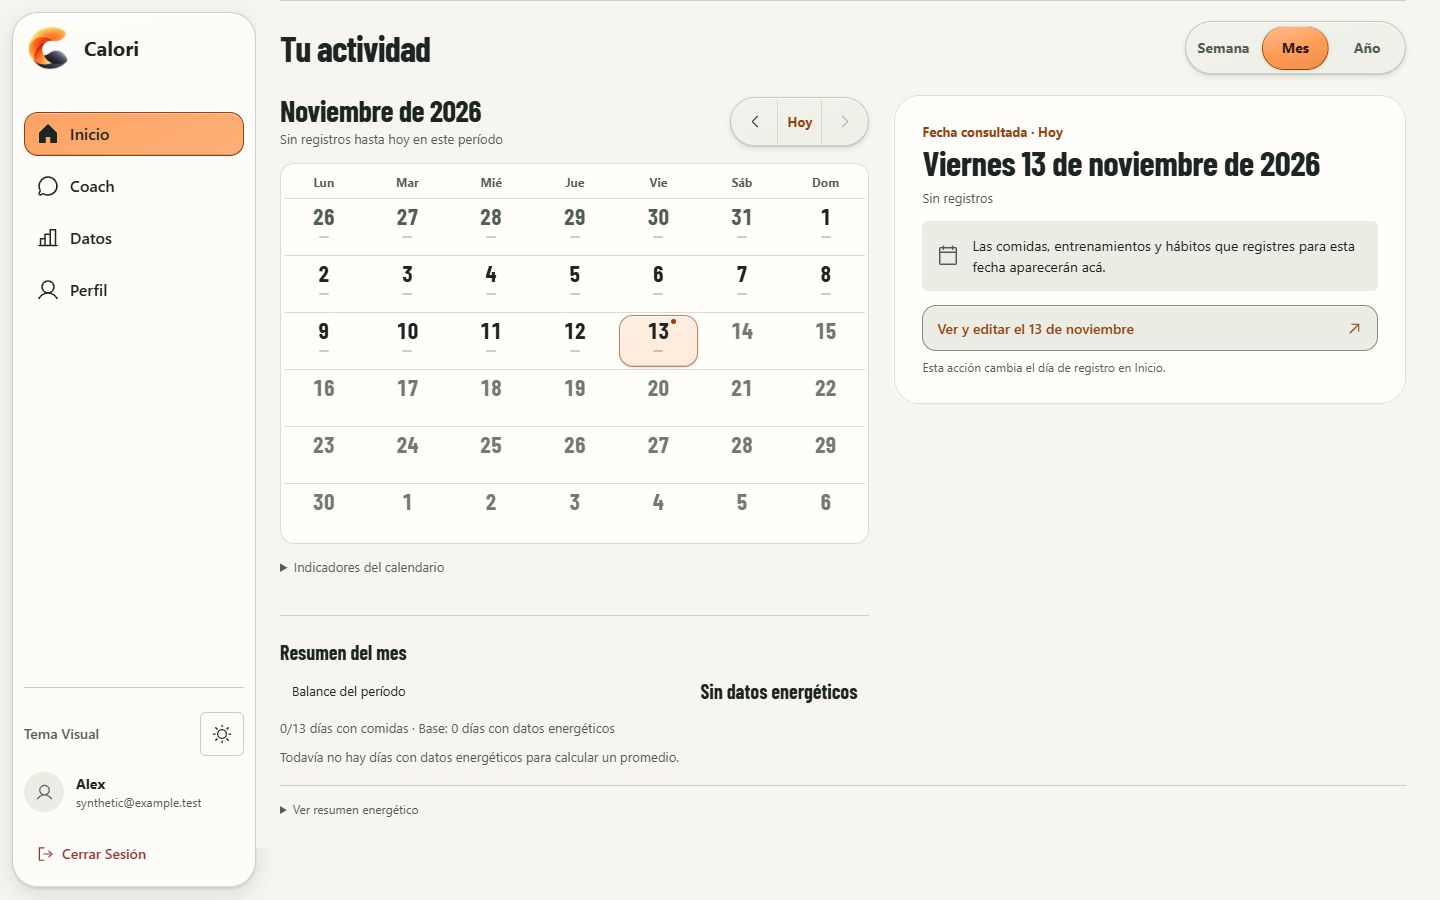 Calori
Inicio
Coach
Datos
Perfil
Tema Visual
Alex
synthetic@example.test
Cerrar Sesión
Tu actividad
Semana Mes Año
Noviembre de 2026
Sin registros hasta hoy en este período
Hoy
Lun Mar Mié Jue Vie Sáb Dom
26 27 28 29 30 31 1
– – – – – – –
2 3 4 5 6 7 8
– – – – – – –
9 10 11 12 13 14 15
– – – – –
16 17 18 19 20 21 22
23 24 25 26 27 28 29
30 1 2 3 4 5 6
Indicadores del calendario
Resumen del mes
Balance del período Sin datos energéticos
0/13 días con comidas · Base: 0 días con datos energéticos
Todavía no hay días con datos energéticos para calcular un promedio.
Ver resumen energético
Fecha consultada · Hoy
Viernes 13 de noviembre de 2026
Sin registros
Las comidas, entrenamientos y hábitos que registres para esta
fecha aparecerán acá.
Ver y editar el 13 de noviembre
Esta acción cambia el día de registro en Inicio.